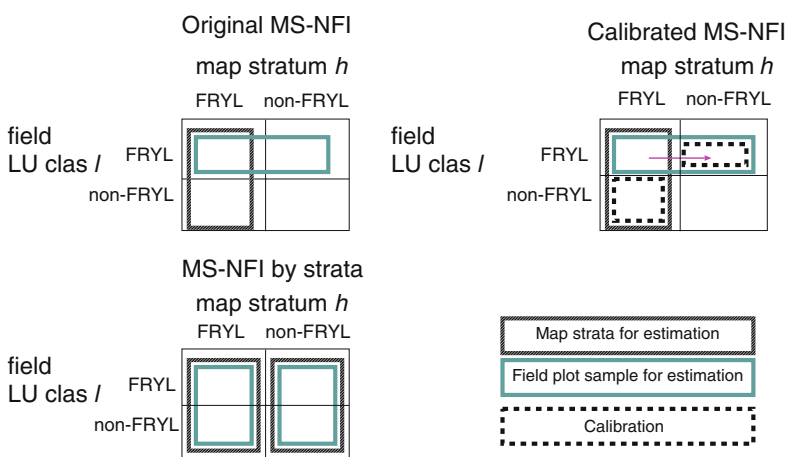 Original MS-NFI
map stratum h
FRYL non-FRYL
field
LU clas l
FRYL
non-FRYL
Calibrated MS-NFI
map stratum h
FRYL non-FRYL
field
LU clas l
FRYL
non-FRYL
MS-NFI by strata
map stratum h
FRYL non-FRYL
field
LU clas l
FRYL
non-FRYL
Map strata for estimation
Field plot sample for estimation
Calibration